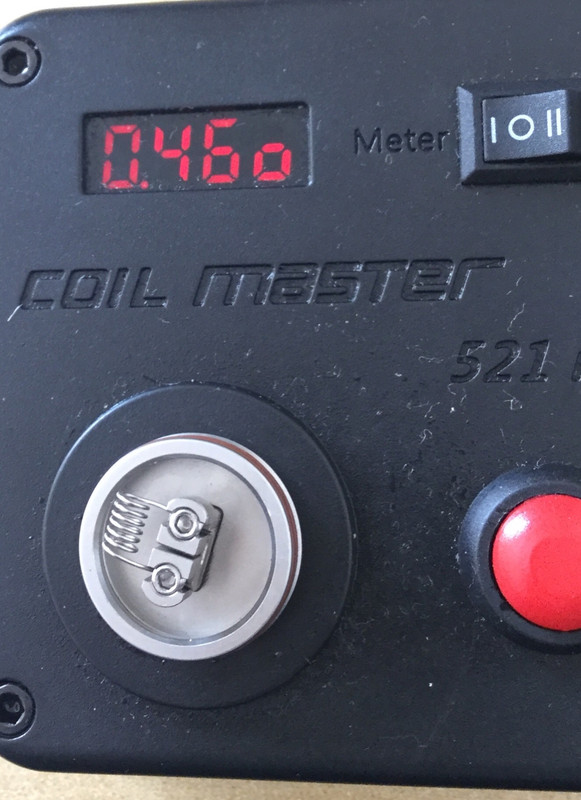 0.46o
Meter
I O II
COIL MASTER
521